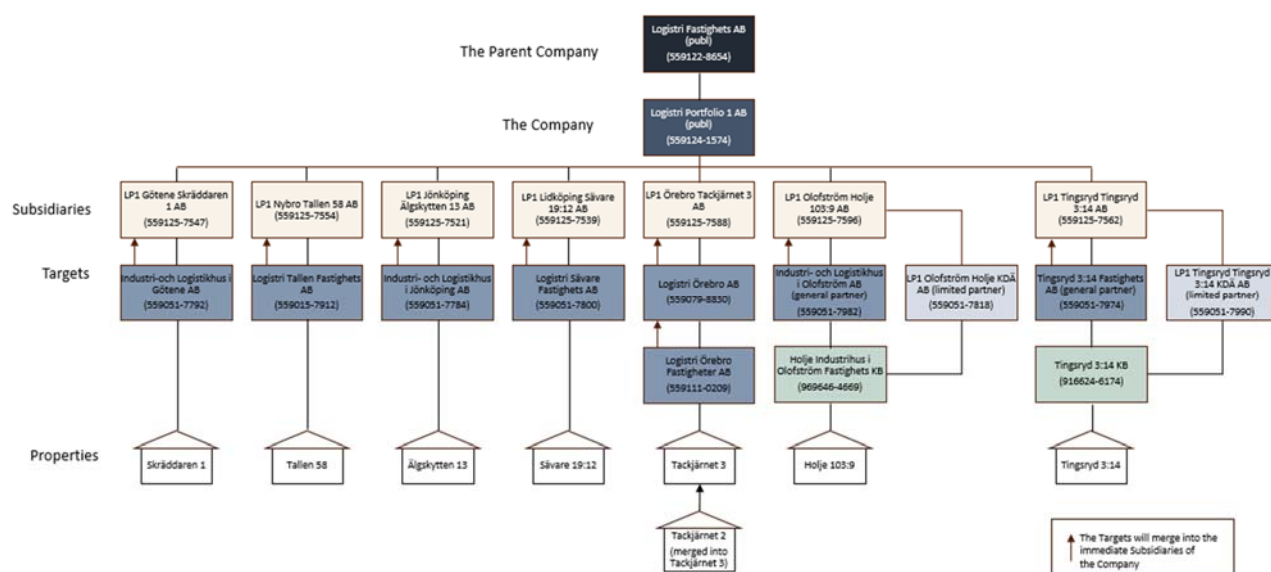 The Parent Company
Logistri Fastighets AB
(publ)
(559122-8654)
The Company
Logistri Portfolio 1 AB
(publ)
(559124-1574)
Subsidiaries
LP1 Götene Skräddaren
1 AB
(559125-7547)
LP1 Nybro Tallen 58 AB
(559125-7554)
LP1 Jönköping
Älgskytten 13 AB
(559125-7521)
LP1 Lidköping Sävare
19:12 AB
(559125-7539)
LP1 Örebro Tackjärnet 3
AB
(559125-7588)
LP1 Olofström Holje
103:9 AB
(559125-7596)
LP1 Tingsryd Tingsryd
3:14 AB
(559125-7562)
Targets
Industri-och Logistikhus i
Götene AB
(559051-7792)
Logistri Tallen Fastighets
AB
(559015-7912)
Industri- och Logistikhus
i Jönköping AB
(559051-7784)
Logistri Sävare
Fastighets AB
(559051-7800)
Logistri Örebro AB
(559079-8830)
Industri- och Logistikhus
i Olofström AB
(general partner)
(559051-7982)
LP1 Olofström Holje KDÄ
AB (limited partner)
(559051-7818)
Tingsryd 3:14 Fastighets
AB (general partner)
(559051-7974)
LP1 Tingsryd Tingsryd
3:14 KDÄ AB
(limited partner)
(559051-7990)
Logistri Örebro
Fastigheter AB
(559111-0209)
Holje Industrihus i
Olofström Fastighets KB
(969646-4669)
Tingsryd 3:14 KB
(916624-6174)
Properties
Skräddaren 1
Tallen 58
Älgskytten 13
Sävare 19:12
Tackjärnet 3
Holje 103:9
Tingsryd 3:14
Tackjärnet 2
(merged into
Tackjärnet 3)
The Targets will merge into the
immediate Subsidiaries of
the Company